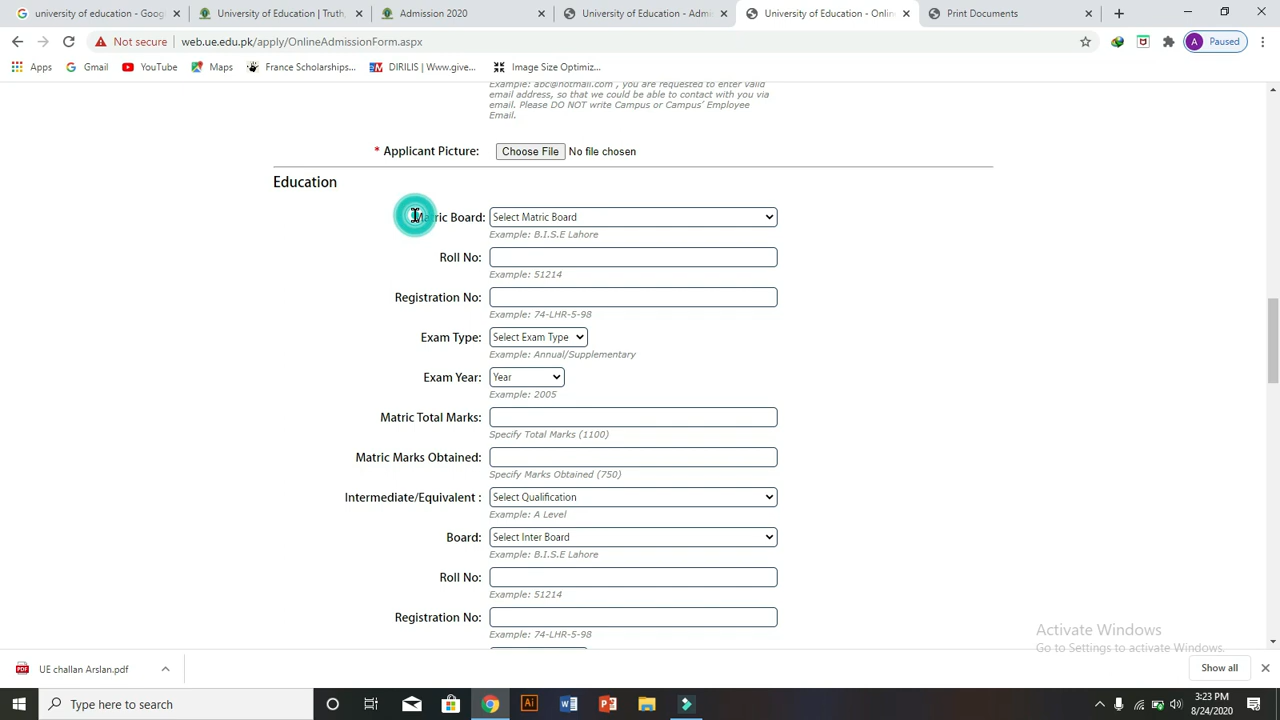 university of education - Goog
University of Education | Truth,
Admission 2020
University of Education - Admi
University of Education - Onlin
Print Documents
Not secure
web.ue.edu.pk/apply/OnlineAdmissionForm.aspx
A
Paused
Apps
Gmail
YouTube
Maps
France Scholarships...
DIRILIS | Www.give...
Image Size Optimiz...
Example: abc@hotmail.com , you are requested to enter valid
email address, so that we could be able to contact with you via
email. Please DO NOT write Campus or Campus' Employee
Email.
* Applicant Picture:
Choose File
No file chosen
Education
Matric Board:
Select Matric Board
Example: B.I.S.E Lahore
Roll No:
Example: 51214
Registration No:
Example: 74-LHR-S-98
Exam Type:
Select Exam Type
Example: Annual/Supplementary
Exam Year:
Year
Example: 2005
Matric Total Marks:
Specify Total Marks (1100)
Matric Marks Obtained:
Specify Marks Obtained (750)
Intermediate/Equivalent :
Select Qualification
Example: A Level
Board:
Select Inter Board
Example: B.I.S.E Lahore
Roll No:
Example: 51214
Registration No:
Example: 74-LHR-S-98
Activate Windows
Go to Settings to activate Windows.
UE challan Arslan.pdf
Show all
Type here to search
3:23 PM
8/24/2020